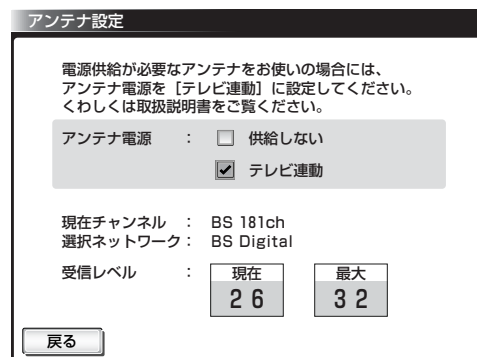 アンテナ設定
電源供給が必要なアンテナをお使いの場合には、
アンテナ電源を［テレビ連動］に設定してください。
くわしくは取扱説明書をご覧ください。
アンテナ電源 ： 供給しない
テレビ連動
現在チャンネル ： BS 181ch
選択ネットワーク： BS Digital
受信レベル ： 現在 最大
２６ ３２
戻る